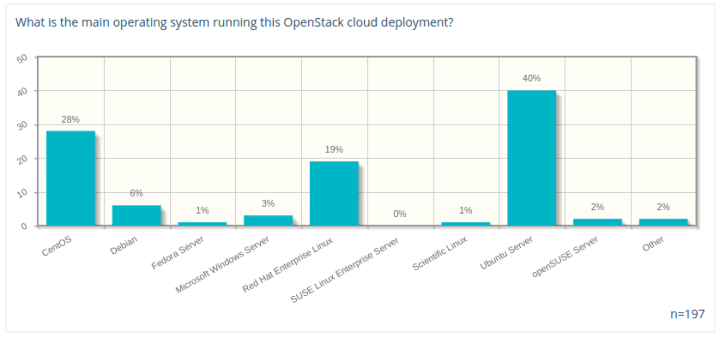 What is the main operating system running this OpenStack cloud deployment?
50
40
30
20
10
0
28%
6%
1%
3%
19%
0%
1%
40%
2%
2%
CentOS
Debian
Fedora Server
Microsoft Windows Server
Red Hat Enterprise Linux
SUSE Linux Enterprise Server
Scientific Linux
Ubuntu Server
openSUSE Server
Other
n=197